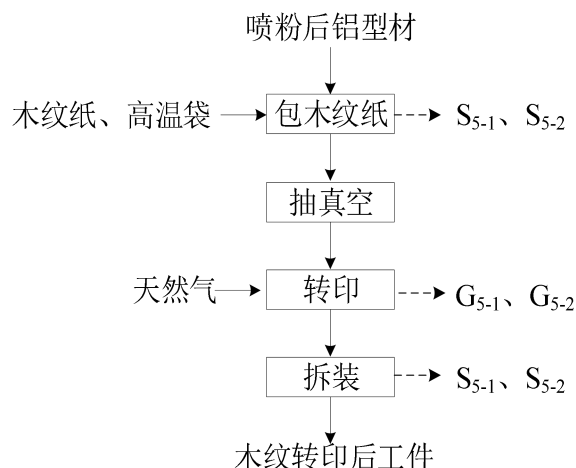 喷粉后铝型材
木纹纸、高温袋
包木纹纸
S5-1、S5-2
抽真空
天然气
转印
G5-1、G5-2
拆装
S5-1、S5-2
木纹转印后工件